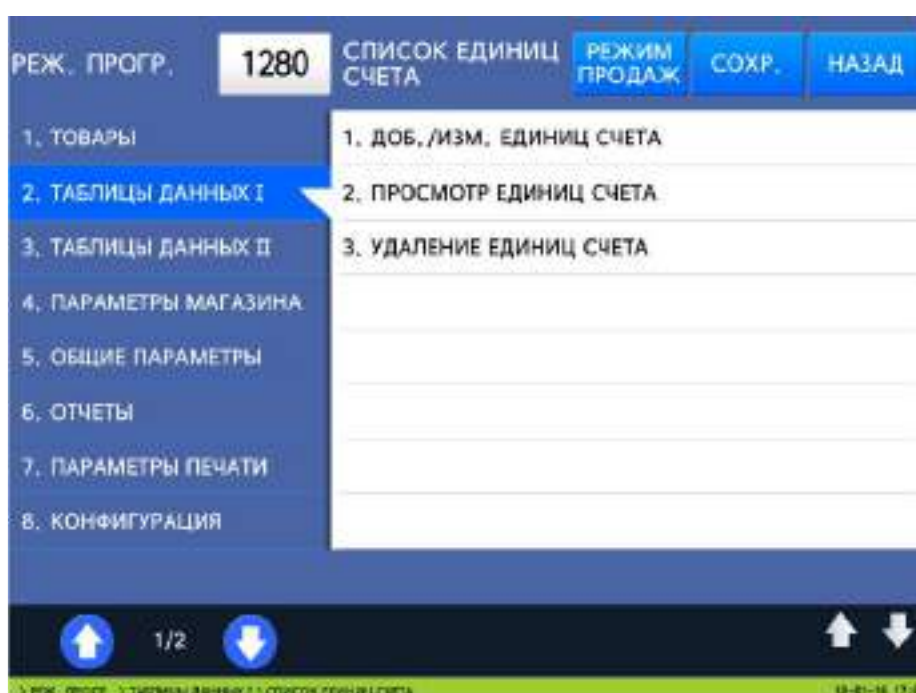 РЕЖ. ПРОГР.
1280
СПИСОК ЕДИНИЦ
СЧЕТА
РЕЖИМ
ПРОДАЖ
СОХР.
НАЗАД
1. ТОВАРЫ
2. ТАБЛИЦЫ ДАННЫХ I
3. ТАБЛИЦЫ ДАННЫХ II
4. ПАРАМЕТРЫ МАГАЗИНА
5. ОБЩИЕ ПАРАМЕТРЫ
6. ОТЧЕТЫ
7. ПАРАМЕТРЫ ПЕЧАТИ
8. КОНФИГУРАЦИЯ
1. ДОБ./ИЗМ. ЕДИНИЦ СЧЕТА
2. ПРОСМОТР ЕДИНИЦ СЧЕТА
3. УДАЛЕНИЕ ЕДИНИЦ СЧЕТА
1/2